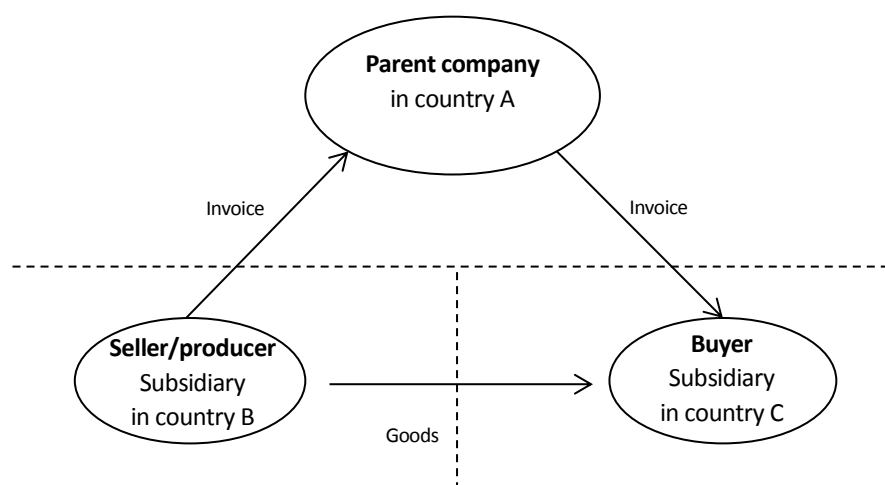 Parent company
in country A
Invoice
Invoice
Seller/producer
Subsidiary
in country B
Buyer
Subsidiary
in country C
Goods